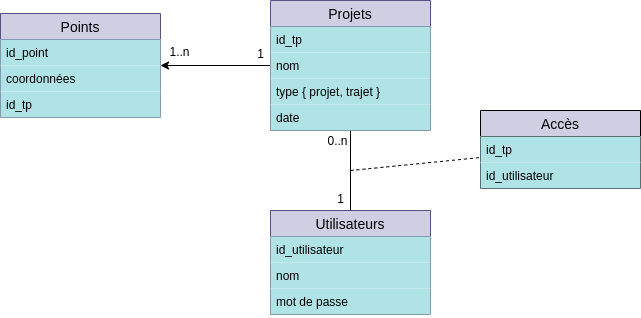 Points
id_point
coordonnées
id_tp
1..n
1
Projets
id_tp
nom
type { projet, trajet }
date
0..n
1
Accès
id_tp
id_utilisateur
Utilisateurs
id_utilisateur
nom
mot de passe